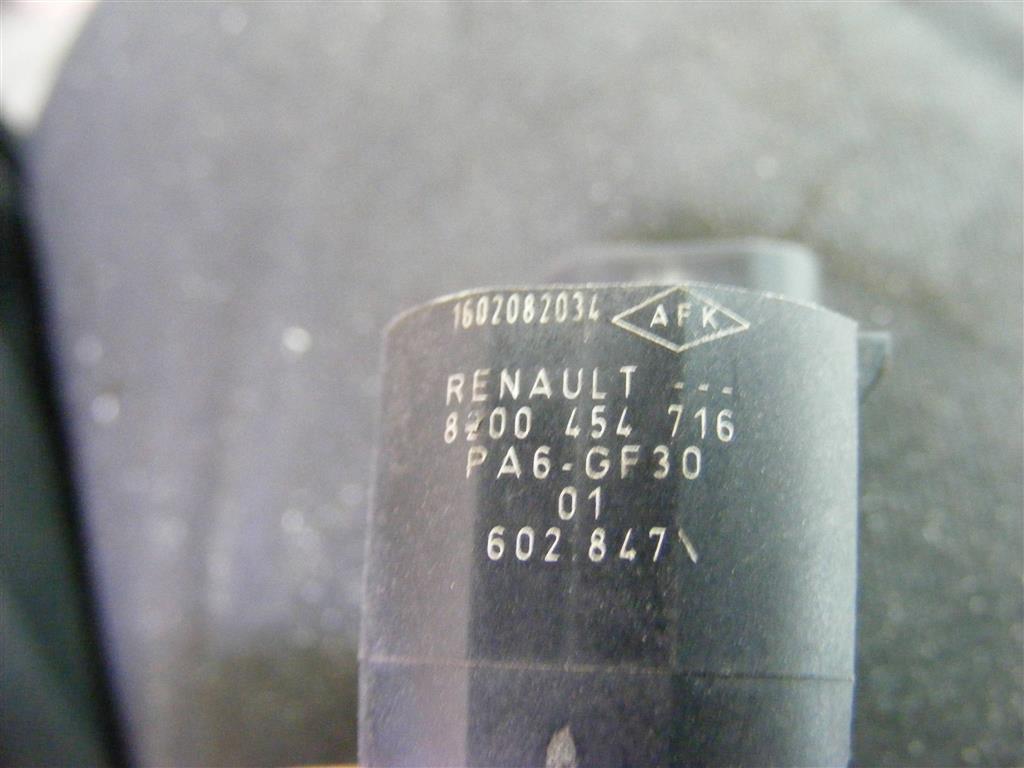 1602082034 AFK
RENAULT ---
8200 454 716
PA6-GF30
01
602.847\